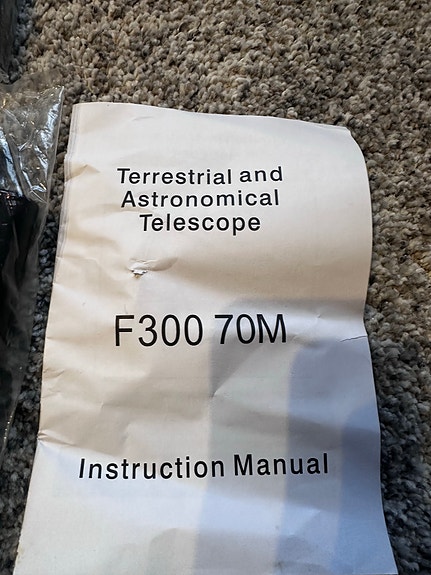 Terrestrial and
Astronomical
Telescope
F300 70M
Instruction Manual